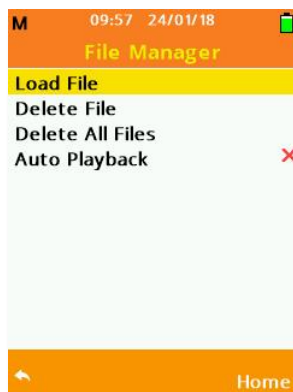 M 09:57 24/01/18
File Manager
Load File
Delete File
Delete All Files
Auto Playback
Home